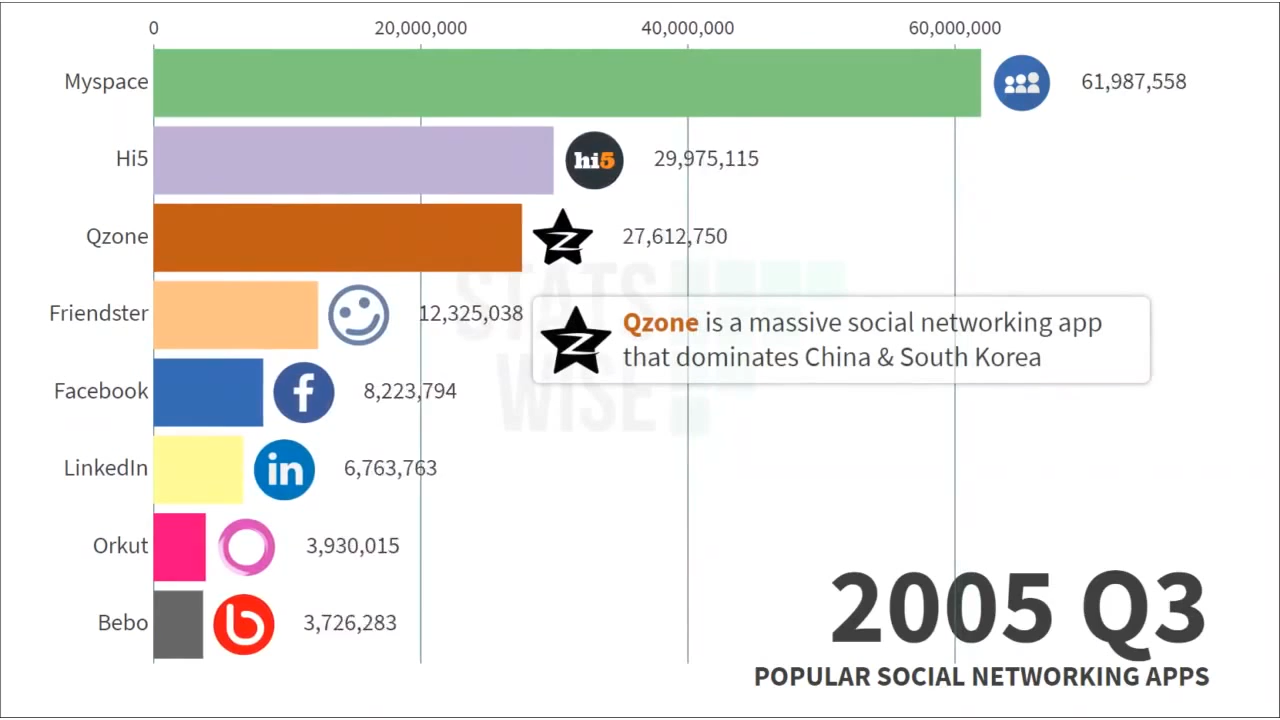 0 20,000,000 40,000,000 60,000,000
Myspace 61,987,558
Hi5 hi5 29,975,115
Qzone 27,612,750
Friendster 12,325,038
STATS
WISE
Qzone is a massive social networking app
that dominates China & South Korea
Facebook f 8,223,794
LinkedIn in 6,763,763
Orkut 3,930,015
Bebo b 3,726,283
2005 Q3
POPULAR SOCIAL NETWORKING APPS